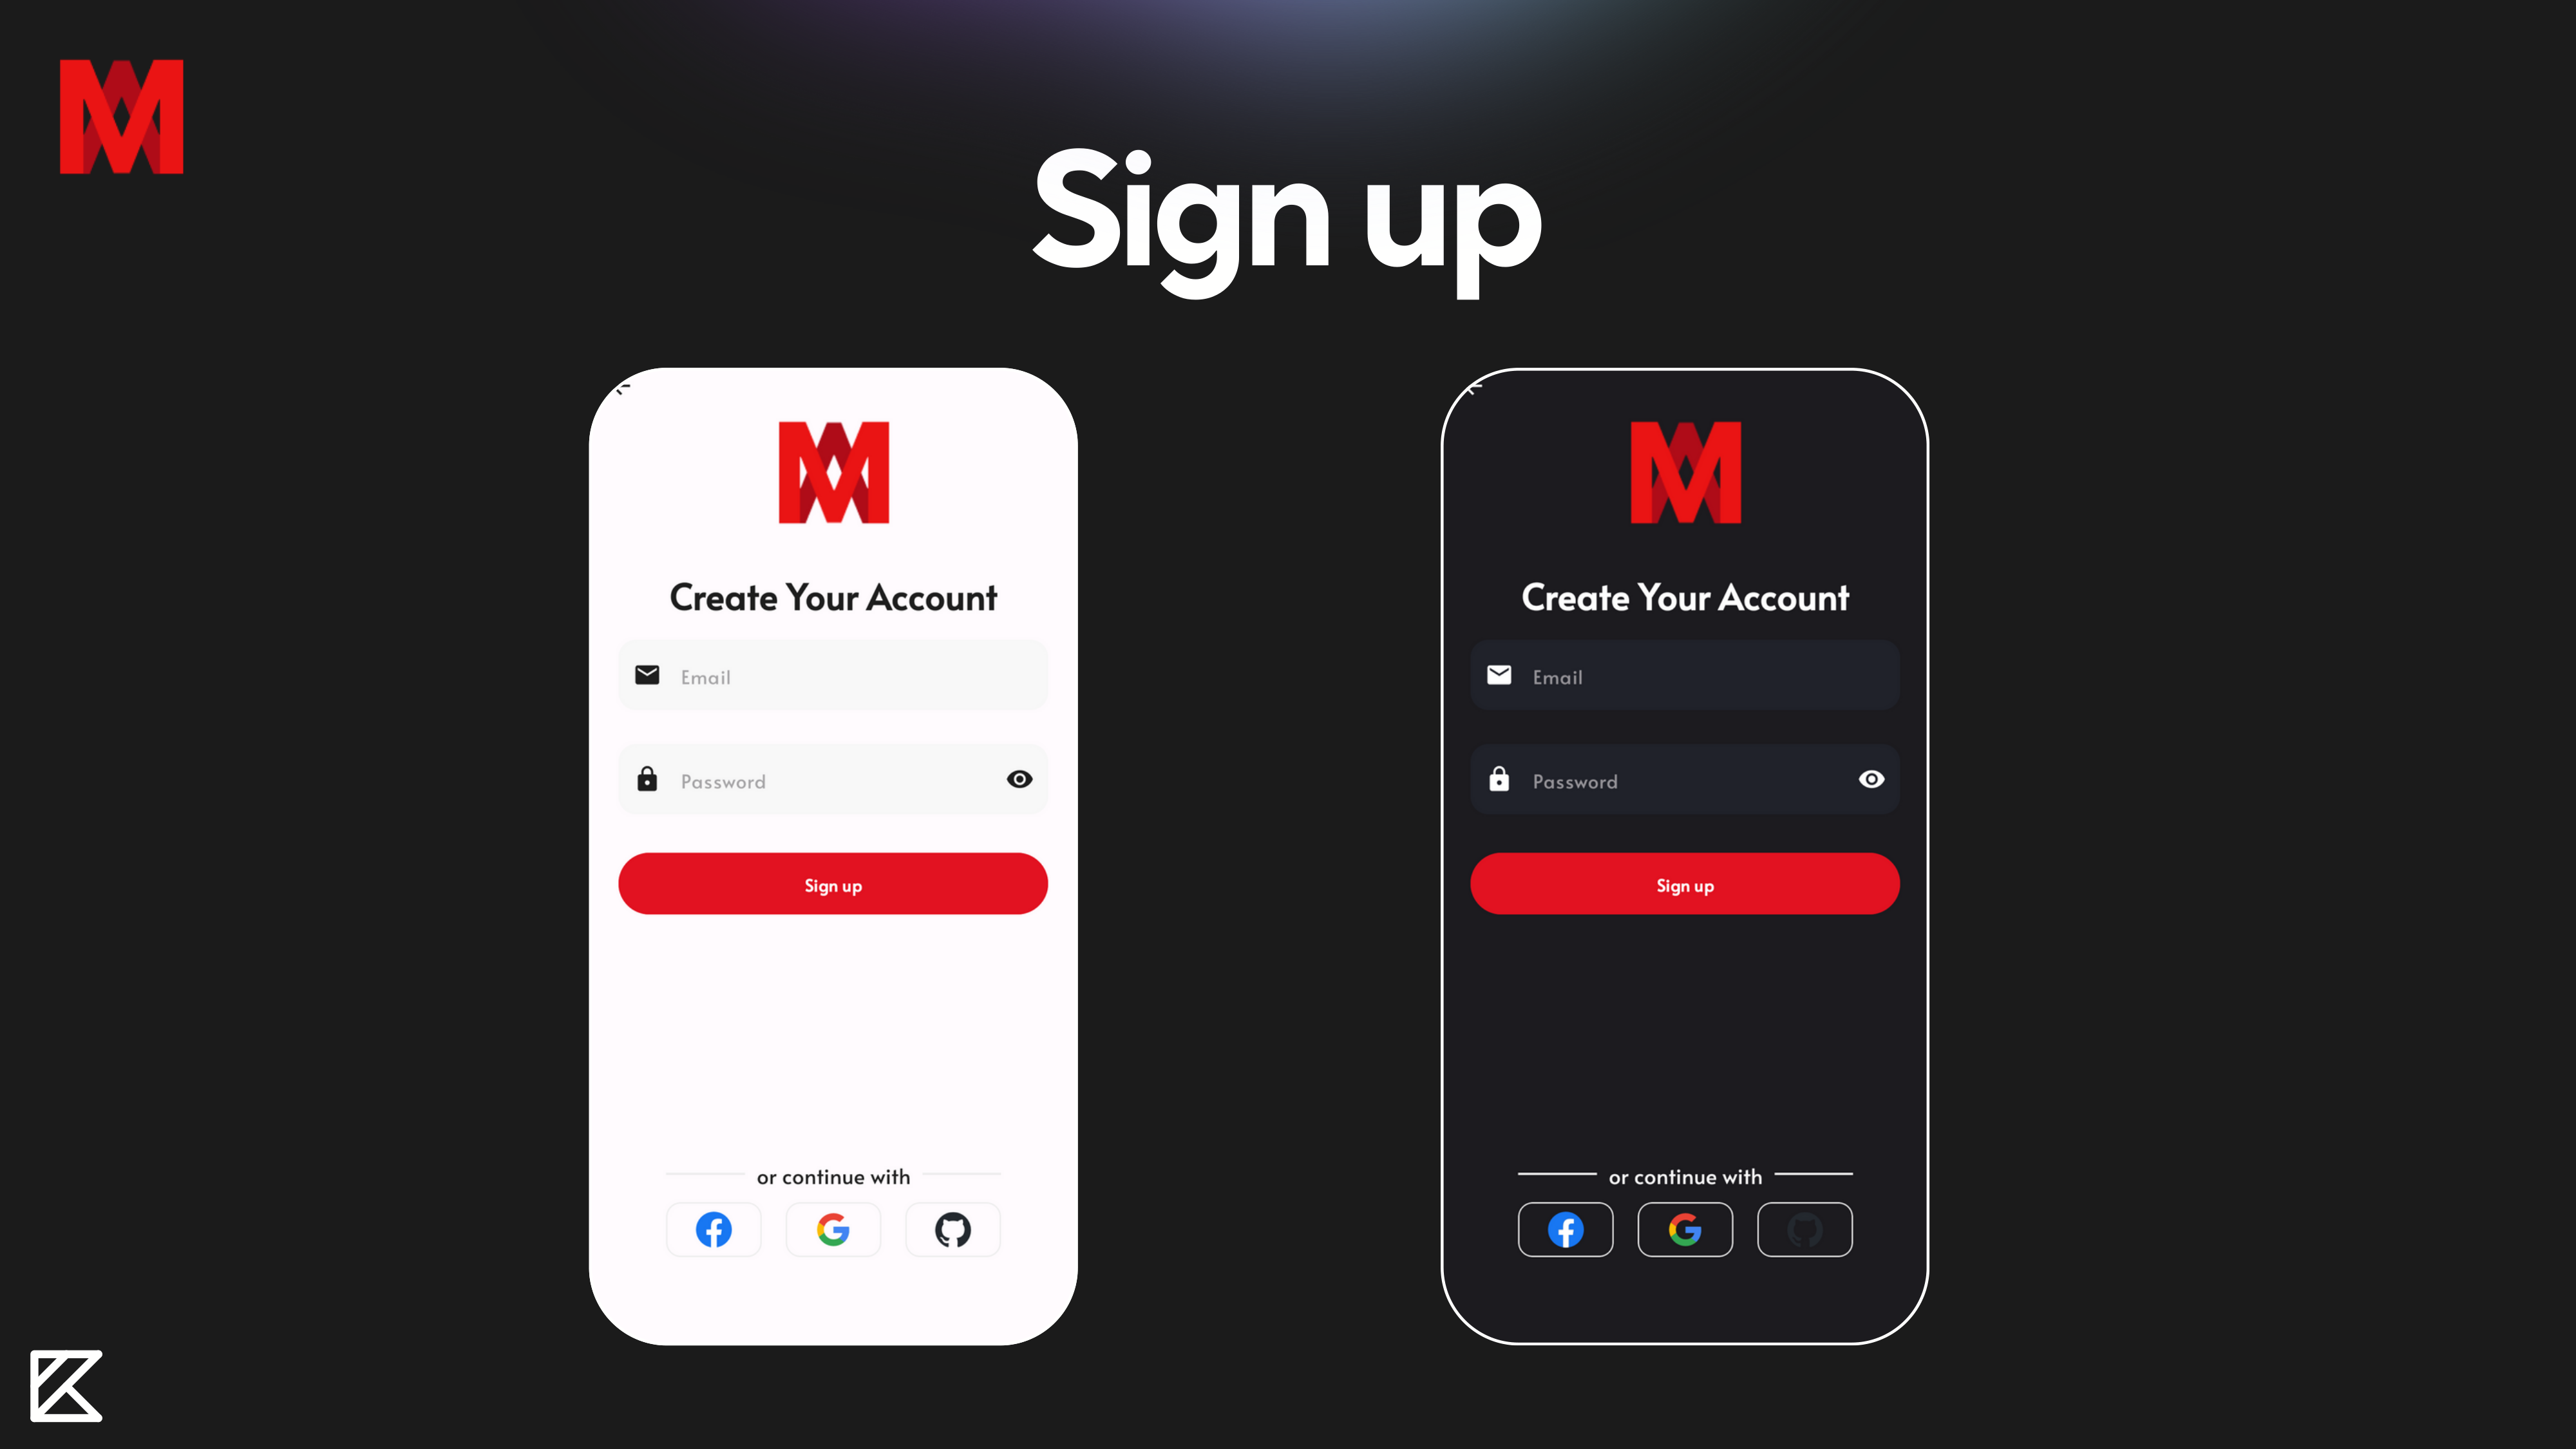 Sign up
Create Your Account
Email
Password
Sign up
or continue with
Create Your Account
Email
Password
Sign up
or continue with